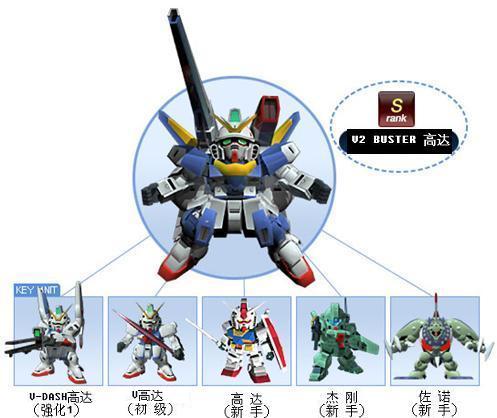 S
rank
V2 BUSTER 高达
KEY UNIT
V-DASH高达
(强化1)
V高达
(初 级)
高 达
(新 手)
杰 刚
(新 手)
佐 诺
(新 手)